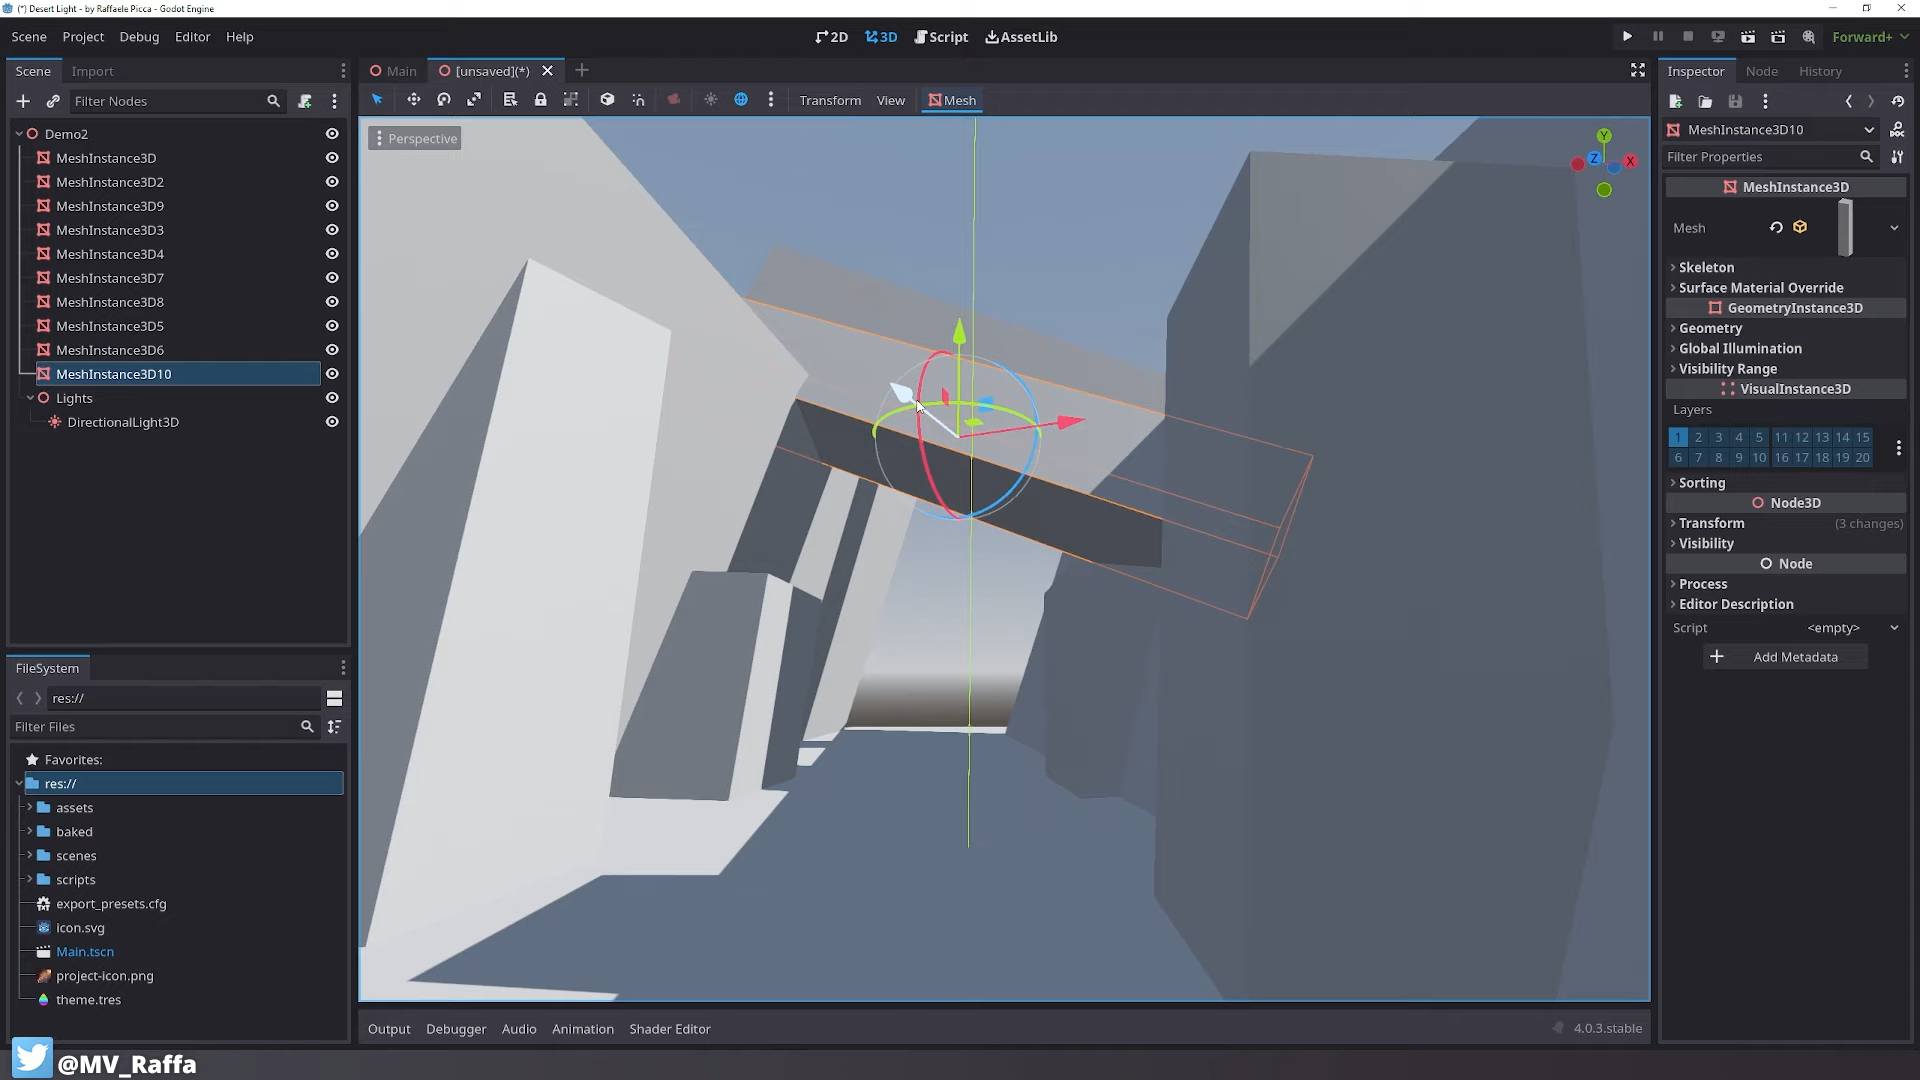 (*) Desert Light - by Raffaele Picca - Godot Engine
Scene Project Debug Editor Help
2D 3D Script AssetLib
Forward+
Scene Import
Filter Nodes
Demo2
MeshInstance3D
MeshInstance3D2
MeshInstance3D9
MeshInstance3D3
MeshInstance3D4
MeshInstance3D7
MeshInstance3D8
MeshInstance3D5
MeshInstance3D6
MeshInstance3D10
Lights
DirectionalLight3D
FileSystem
res://
Filter Files
Favorites:
res://
assets
baked
scenes
scripts
export_presets.cfg
icon.svg
Main.tscn
project-icon.png
theme.tres
Main [unsaved](*)
Transform View Mesh
Perspective
Y
Z X
Output Debugger Audio Animation Shader Editor
4.0.3.stable
Inspector Node History
MeshInstance3D10
Filter Properties
MeshInstance3D
Mesh
Skeleton
Surface Material Override
GeometryInstance3D
Geometry
Global Illumination
Visibility Range
VisualInstance3D
Layers
1 2 3 4 5 11 12 13 14 15
6 7 8 9 10 16 17 18 19 20
Sorting
Node3D
Transform (3 changes)
Visibility
Node
Process
Editor Description
Script <empty>
Add Metadata
@MV_Raffa